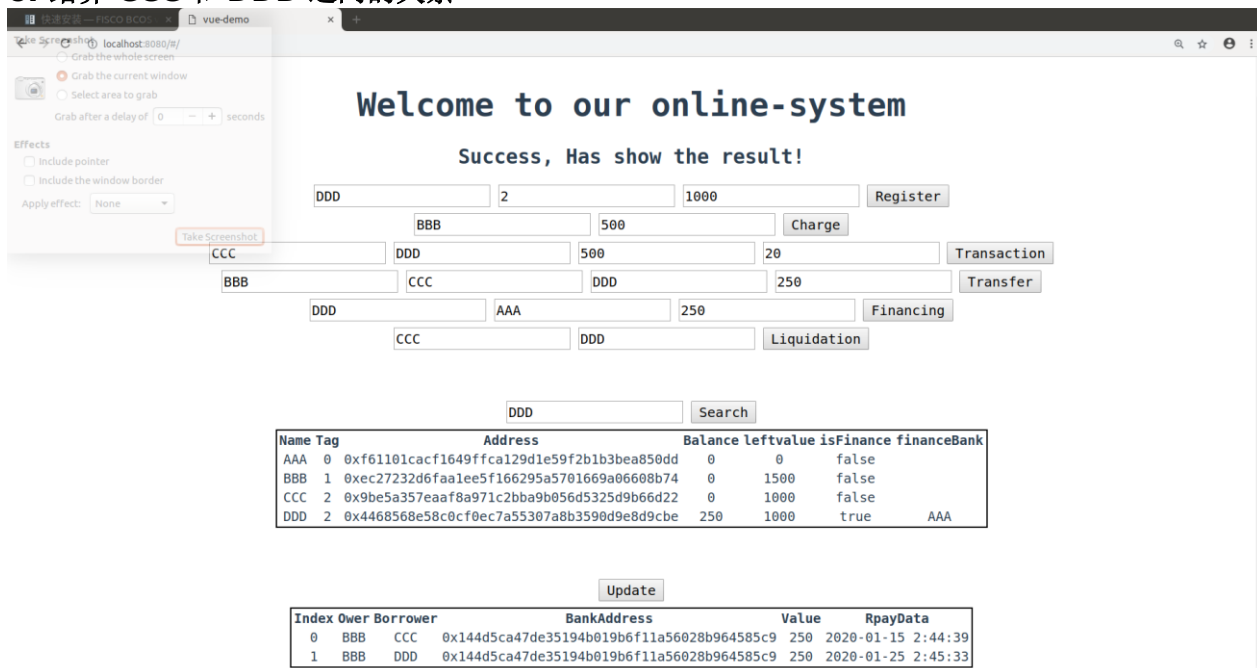 快速安装 — FISCO BCOS
vue-demo
Take Screenshot
localhost:8080/#/
Grab the whole screen
Grab the current window
Select area to grab
Grab after a delay of 0 − + seconds
Effects
Include pointer
Include the window border
Apply effect: None
Take Screenshot
Welcome to our online-system
Success, Has show the result!
DDD 2 1000 Register
BBB 500 Charge
CCC DDD 500 20 Transaction
BBB CCC DDD 250 Transfer
DDD AAA 250 Financing
CCC DDD Liquidation
DDD Search
Name Tag Address Balance leftvalue isFinance financeBank
AAA 0 0xf61101cacf1649ffca129d1e59f2b1b3bea850dd 0 0 false
BBB 1 0xec27232d6faa1ee5f166295a5701669a06608b74 0 1500 false
CCC 2 0x9be5a357eaaf8a971c2bba9b056d5325d9b66d22 0 1000 false
DDD 2 0x4468568e58c0cf0ec7a55307a8b3590d9e8d9cbe 250 1000 true AAA
Update
Index Ower Borrower BankAddress Value RpayData
0 BBB CCC 0x144d5ca47de35194b019b6f11a56028b964585c9 250 2020-01-15 2:44:39
1 BBB DDD 0x144d5ca47de35194b019b6f11a56028b964585c9 250 2020-01-25 2:45:33